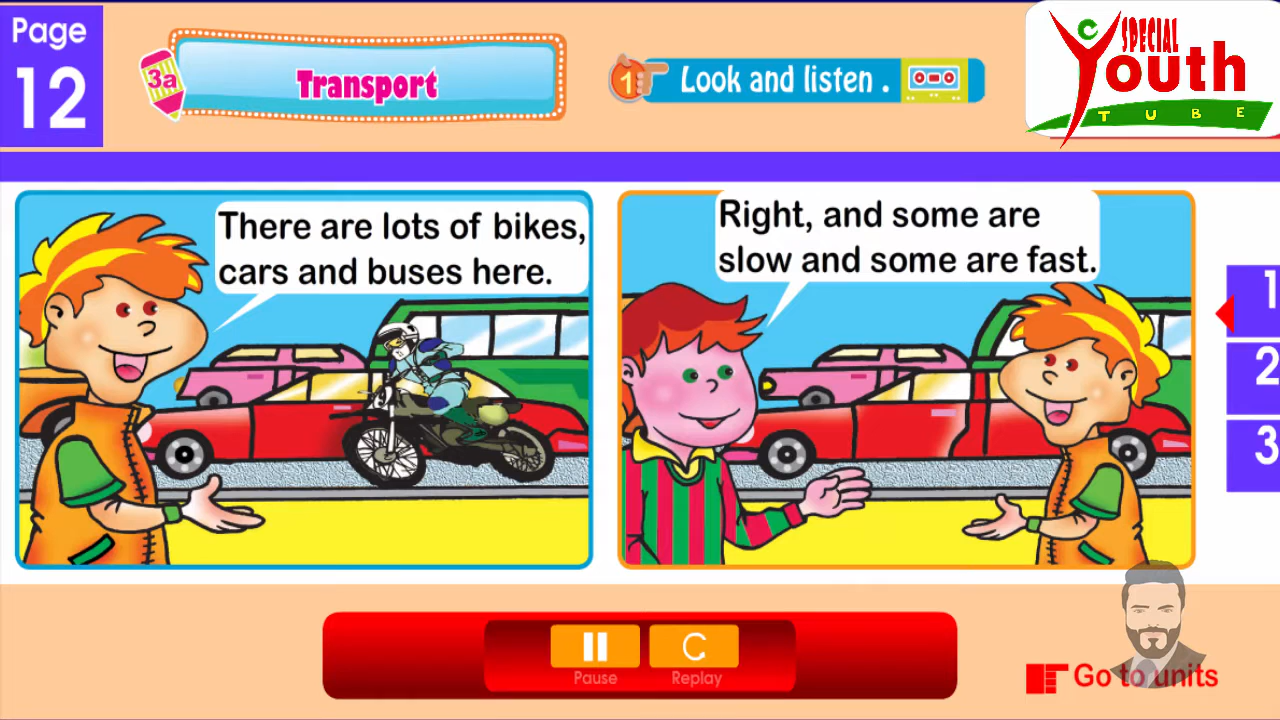 Page
12
3a
Transport
1
Look and listen .
SPECIAL
Youth
TUBE
There are lots of bikes,
cars and buses here.
Right, and some are
slow and some are fast.
1
2
3
Pause
Replay
Go to units